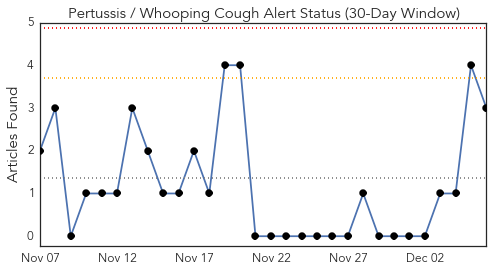 Pertussis / Whooping Cough Alert Status (30-Day Window)
Articles Found
5
4
3
2
1
0
Nov 07 Nov 12 Nov 17 Nov 22 Nov 27 Dec 02